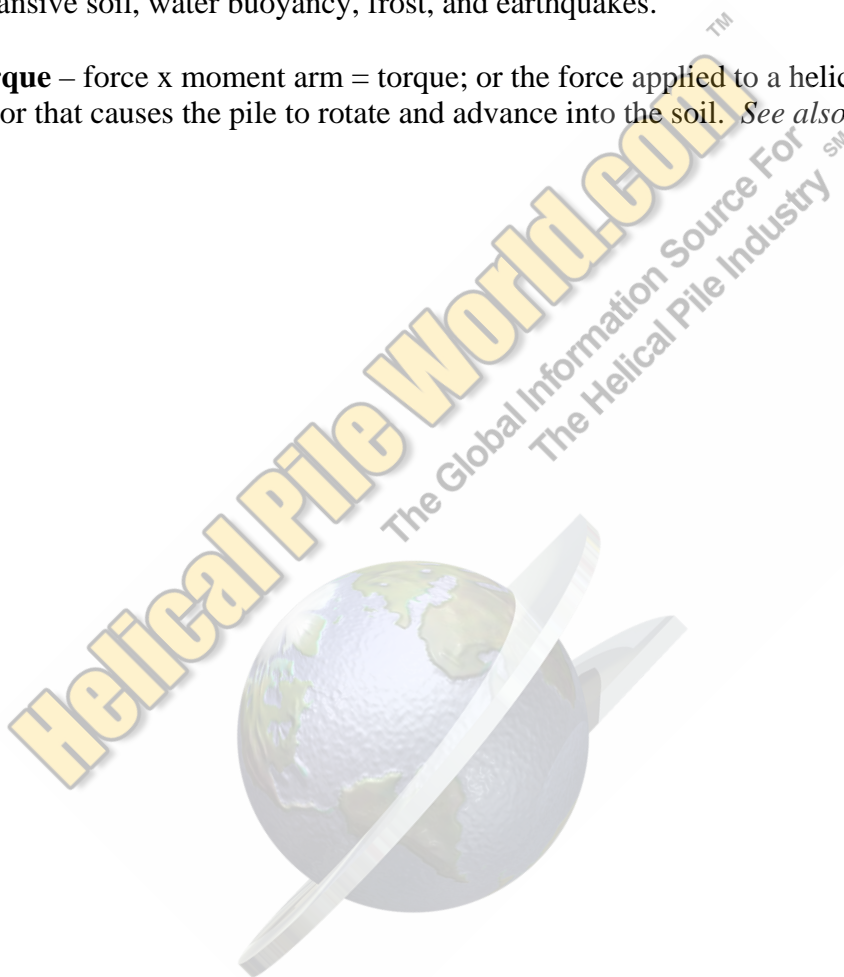 ansive soil, water buoyancy, frost, and earthquakes.
rque – force x moment arm = torque; or the force applied to a helic
or that causes the pile to rotate and advance into the soil. See also
Helical Pile World.com™
The Global Information Source For
The Helical Pile Industry SM